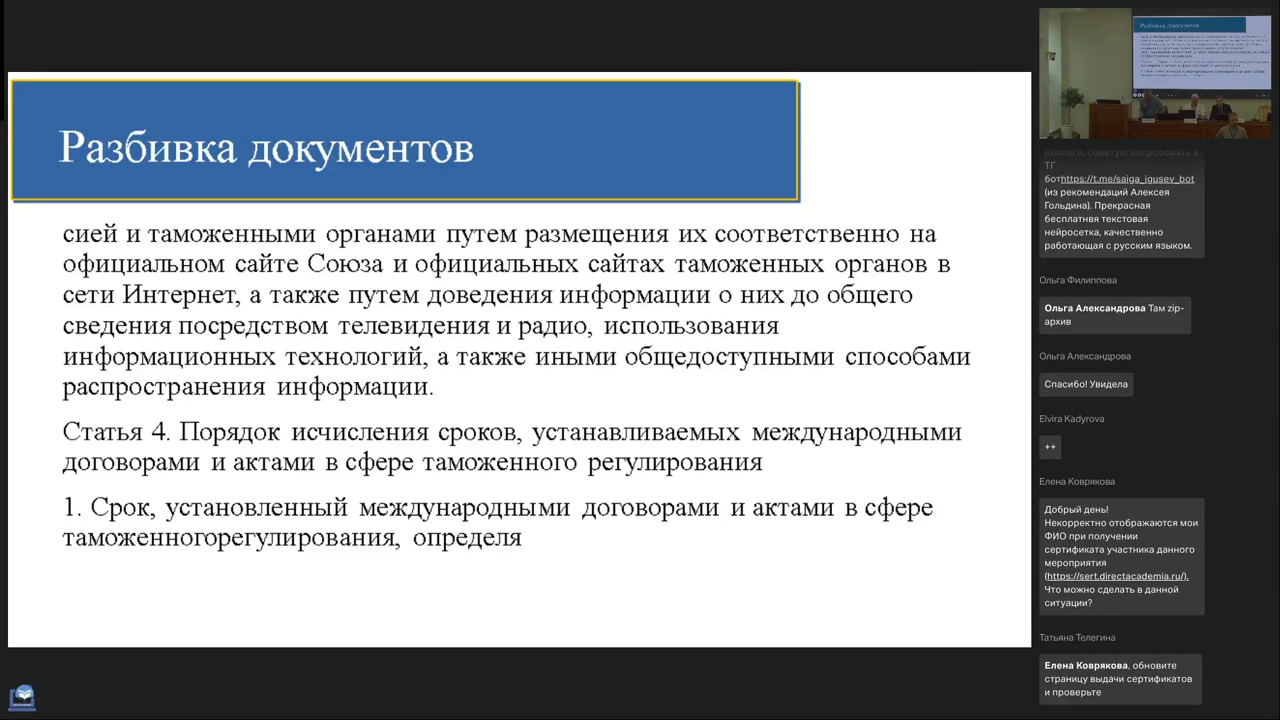 Разбивка документов
сией и таможенными органами путем размещения их соответственно на
официальном сайте Союза и официальных сайтах таможенных органов в
сети Интернет, а также путем доведения информации о них до общего
сведения посредством телевидения и радио, использования
информационных технологий, а также иными общедоступными способами
распространения информации.
Статья 4. Порядок исчисления сроков, устанавливаемых международными
договорами и актами в сфере таможенного регулирования
1. Срок, установленный международными договорами и актами в сфере
таможенногорегулирования, определя
Разбивка документов
Коллеги, советую попробовать в
ТГ
ботhttps://t.me/saiga_igusev_bot
(из рекомендаций Алексея
Гольдина). Прекрасная
бесплатнвя текстовая
нейросетка, качественно
работающая с русским языком.
Ольга Филиппова
Ольга Александрова Там zip-
архив
Ольга Александрова
Спасибо! Увидела
Elvira Kadyrova
++
Елена Коврякова
Добрый день!
Некорректно отображаются мои
ФИО при получении
сертификата участника данного
мероприятия
(https://sert.directacademia.ru/).
Что можно сделать в данной
ситуации?
Татьяна Телегина
Елена Коврякова, обновите
страницу выдачи сертификатов
и проверьте